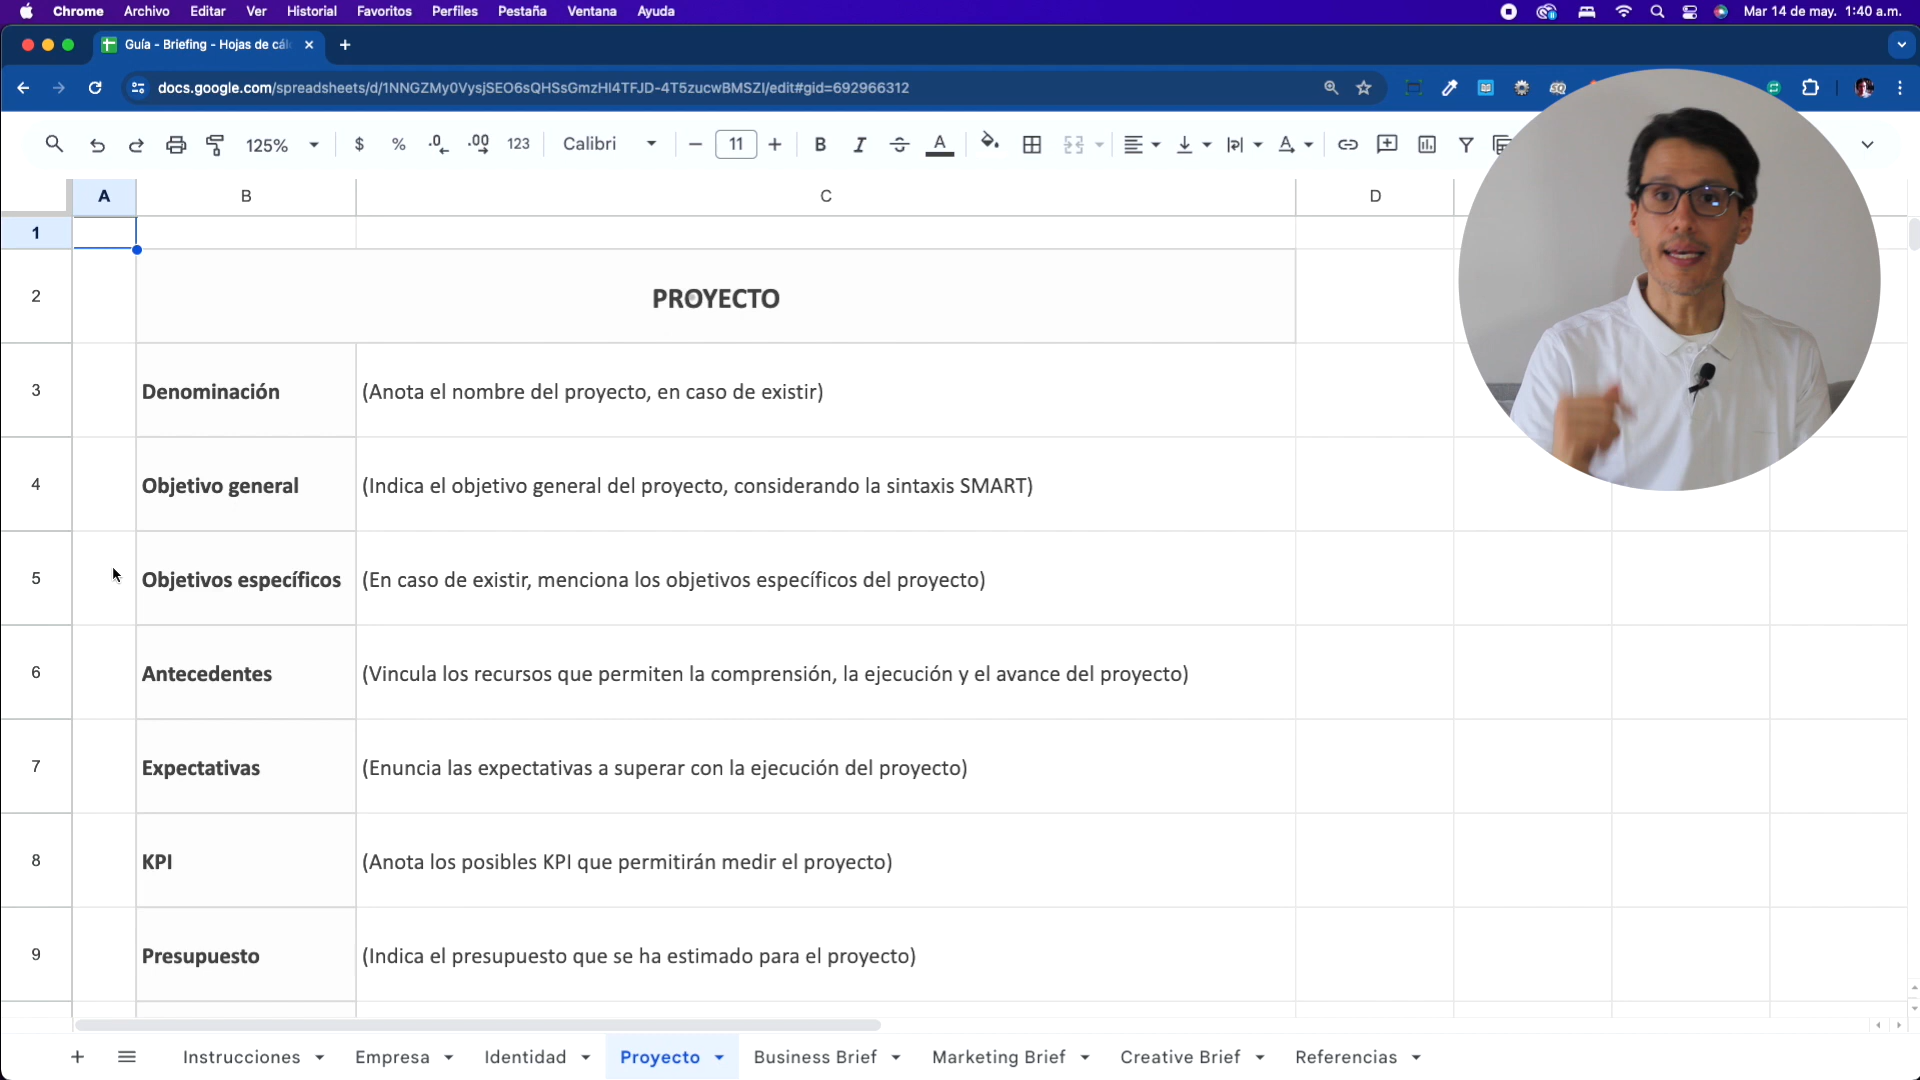 Chrome Archivo Editar Ver Historial Favoritos Perfiles Pestaña Ventana Ayuda Mar 14 de may. 1:40 a.m.
Guía - Briefing - Hojas de cál
docs.google.com/spreadsheets/d/1NNGZMy0VysjSEO6sQHSsGmzHI4TFJD-4T5zucwBMSZI/edit#gid=692966312
125% $ % .0 .00 123 Calibri 11 B I A
A B C D
1
2 PROYECTO
3 Denominación (Anota el nombre del proyecto, en caso de existir)
4 Objetivo general (Indica el objetivo general del proyecto, considerando la sintaxis SMART)
5 Objetivos específicos (En caso de existir, menciona los objetivos específicos del proyecto)
6 Antecedentes (Vincula los recursos que permiten la comprensión, la ejecución y el avance del proyecto)
7 Expectativas (Enuncia las expectativas a superar con la ejecución del proyecto)
8 KPI (Anota los posibles KPI que permitirán medir el proyecto)
9 Presupuesto (Indica el presupuesto que se ha estimado para el proyecto)
Instrucciones Empresa Identidad Proyecto Business Brief Marketing Brief Creative Brief Referencias